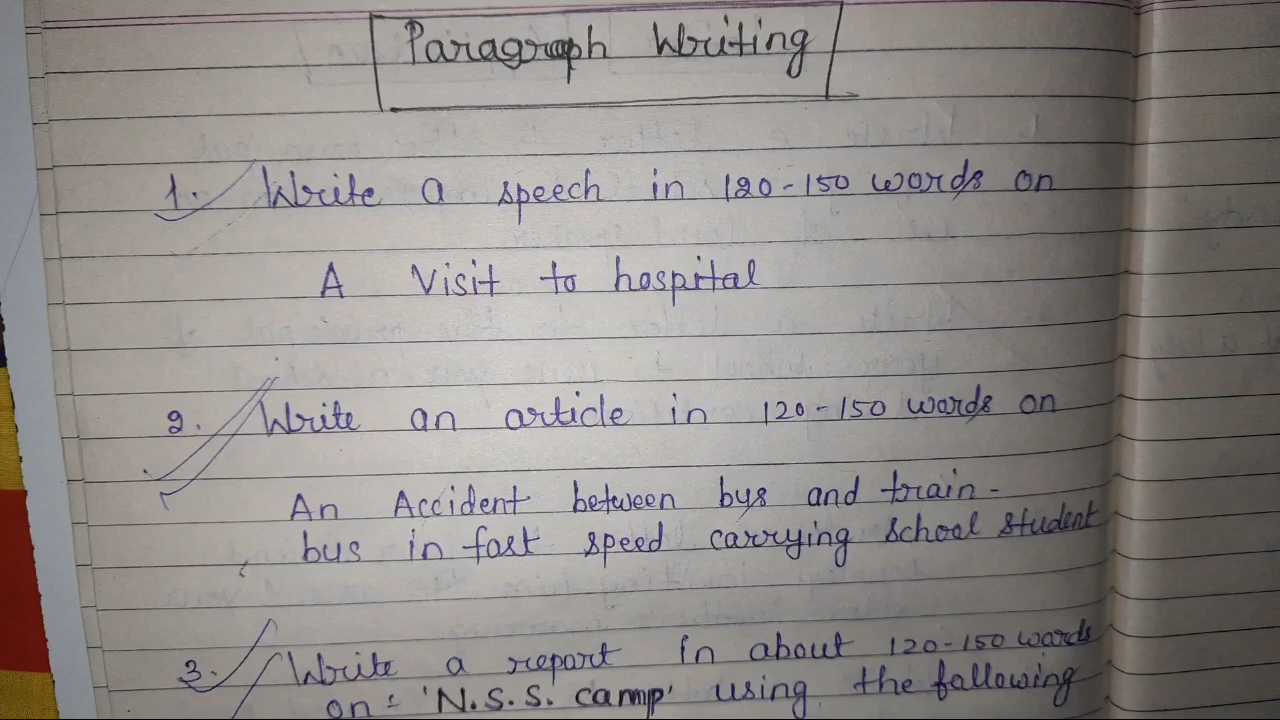 Paragraph Writing
1. Write a speech in 120-150 words on
A Visit to hospital
2. Write an article in 120-150 words on
An Accident between bus and train-
bus in fast speed carrying school student
3. Write a report in about 120-150 words
on = 'N.S.S. camp' using the following